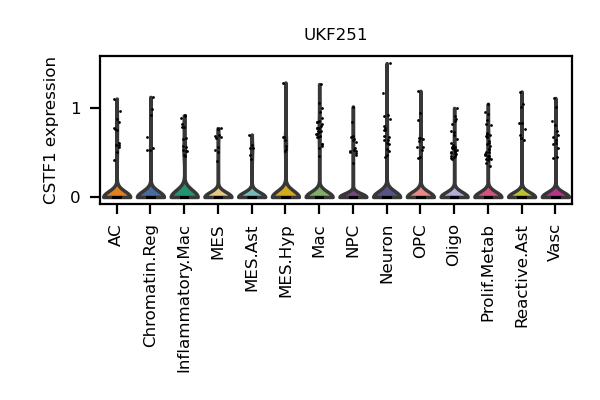 UKF251
CSTF1 expression
1
0
AC
Chromatin.Reg
Inflammatory.Mac
MES
MES.Ast
MES.Hyp
Mac
NPC
Neuron
OPC
Oligo
Prolif.Metab
Reactive.Ast
Vasc